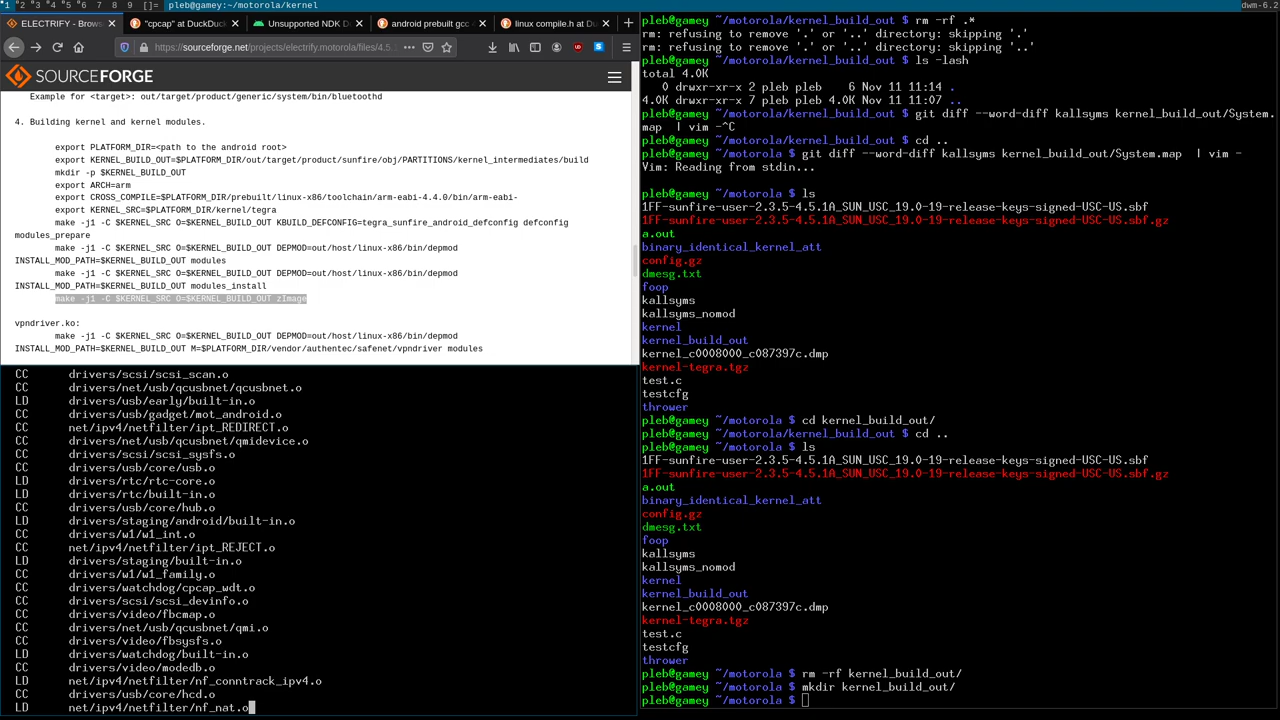 1 2 3 4 5 6 7 8 9 []= pleb@gamey:~/motorola/kernel dwm-6.2
ELECTRIFY - Brows "cpcap" at DuckDuc Unsupported NDK D android prebuilt gcc linux compile.h at Du
https://sourceforge.net/projects/electrify.motorola/files/4.5.
SOURCEFORGE
Example for <target>: out/target/product/generic/system/bin/bluetoothd
4. Building kernel and kernel modules.
export PLATFORM_DIR=<path to the android root>
export KERNEL_BUILD_OUT=$PLATFORM_DIR/out/target/product/sunfire/obj/PARTITIONS/kernel_intermediates/build
mkdir -p $KERNEL_BUILD_OUT
export ARCH=arm
export CROSS_COMPILE=$PLATFORM_DIR/prebuilt/linux-x86/toolchain/arm-eabi-4.4.0/bin/arm-eabi-
export KERNEL_SRC=$PLATFORM_DIR/kernel/tegra
make -j1 -C $KERNEL_SRC O=$KERNEL_BUILD_OUT KBUILD_DEFCONFIG=tegra_sunfire_android_defconfig defconfig
modules_prepare
make -j1 -C $KERNEL_SRC O=$KERNEL_BUILD_OUT DEPMOD=out/host/linux-x86/bin/depmod
INSTALL_MOD_PATH=$KERNEL_BUILD_OUT modules
make -j1 -C $KERNEL_SRC O=$KERNEL_BUILD_OUT DEPMOD=out/host/linux-x86/bin/depmod
INSTALL_MOD_PATH=$KERNEL_BUILD_OUT modules_install
make -j1 -C $KERNEL_SRC O=$KERNEL_BUILD_OUT zImage
vpndriver.ko:
make -j1 -C $KERNEL_SRC O=$KERNEL_BUILD_OUT DEPMOD=out/host/linux-x86/bin/depmod
INSTALL_MOD_PATH=$KERNEL_BUILD_OUT M=$PLATFORM_DIR/vendor/authentec/safenet/vpndriver modules
CC drivers/scsi/scsi_scan.o
CC drivers/net/usb/qcusbnet/qcusbnet.o
LD drivers/usb/early/built-in.o
CC drivers/usb/gadget/mot_android.o
CC net/ipv4/netfilter/ipt_REDIRECT.o
CC drivers/net/usb/qcusbnet/qmidevice.o
CC drivers/scsi/scsi_sysfs.o
CC drivers/usb/core/usb.o
CC drivers/rtc/rtc-core.o
LD drivers/rtc/built-in.o
CC drivers/usb/core/hub.o
LD drivers/staging/android/built-in.o
CC drivers/w1/w1_int.o
CC net/ipv4/netfilter/ipt_REJECT.o
LD drivers/staging/built-in.o
CC drivers/w1/w1_family.o
CC drivers/watchdog/cpcap_wdt.o
CC drivers/scsi/scsi_devinfo.o
CC drivers/video/fbcmap.o
CC drivers/net/usb/qcusbnet/qmi.o
CC drivers/video/fbsysfs.o
LD drivers/watchdog/built-in.o
CC drivers/video/modedb.o
LD net/ipv4/netfilter/nf_conntrack_ipv4.o
CC drivers/usb/core/hcd.o
LD net/ipv4/netfilter/nf_nat.o
pleb@gamey ~/motorola/kernel_build_out $ rm -rf .*
rm: refusing to remove '.' or '..' directory: skipping '.'
rm: refusing to remove '.' or '..' directory: skipping '..'
pleb@gamey ~/motorola/kernel_build_out $ ls -lash
total 4.0K
0 drwxr-xr-x 2 pleb pleb 6 Nov 11 11:14 .
4.0K drwxr-xr-x 7 pleb pleb 4.0K Nov 11 11:07 ..
pleb@gamey ~/motorola/kernel_build_out $ git diff --word-diff kallsyms kernel_build_out/System.
map | vim -^C
pleb@gamey ~/motorola/kernel_build_out $ cd ..
pleb@gamey ~/motorola $ git diff --word-diff kallsyms kernel_build_out/System.map | vim -
Vim: Reading from stdin...
pleb@gamey ~/motorola $ ls
1FF-sunfire-user-2.3.5-4.5.1A_SUN_USC_19.0-19-release-keys-signed-USC-US.sbf
1FF-sunfire-user-2.3.5-4.5.1A_SUN_USC_19.0-19-release-keys-signed-USC-US.sbf.gz
a.out
binary_identical_kernel_att
config.gz
dmesg.txt
foop
kallsyms
kallsyms_nomod
kernel
kernel_build_out
kernel_c0008000_c087397c.dmp
kernel-tegra.tgz
test.c
testcfg
thrower
pleb@gamey ~/motorola $ cd kernel_build_out/
pleb@gamey ~/motorola/kernel_build_out $ cd ..
pleb@gamey ~/motorola $ ls
1FF-sunfire-user-2.3.5-4.5.1A_SUN_USC_19.0-19-release-keys-signed-USC-US.sbf
1FF-sunfire-user-2.3.5-4.5.1A_SUN_USC_19.0-19-release-keys-signed-USC-US.sbf.gz
a.out
binary_identical_kernel_att
config.gz
dmesg.txt
foop
kallsyms
kallsyms_nomod
kernel
kernel_build_out
kernel_c0008000_c087397c.dmp
kernel-tegra.tgz
test.c
testcfg
thrower
pleb@gamey ~/motorola $ rm -rf kernel_build_out/
pleb@gamey ~/motorola $ mkdir kernel_build_out/
pleb@gamey ~/motorola $